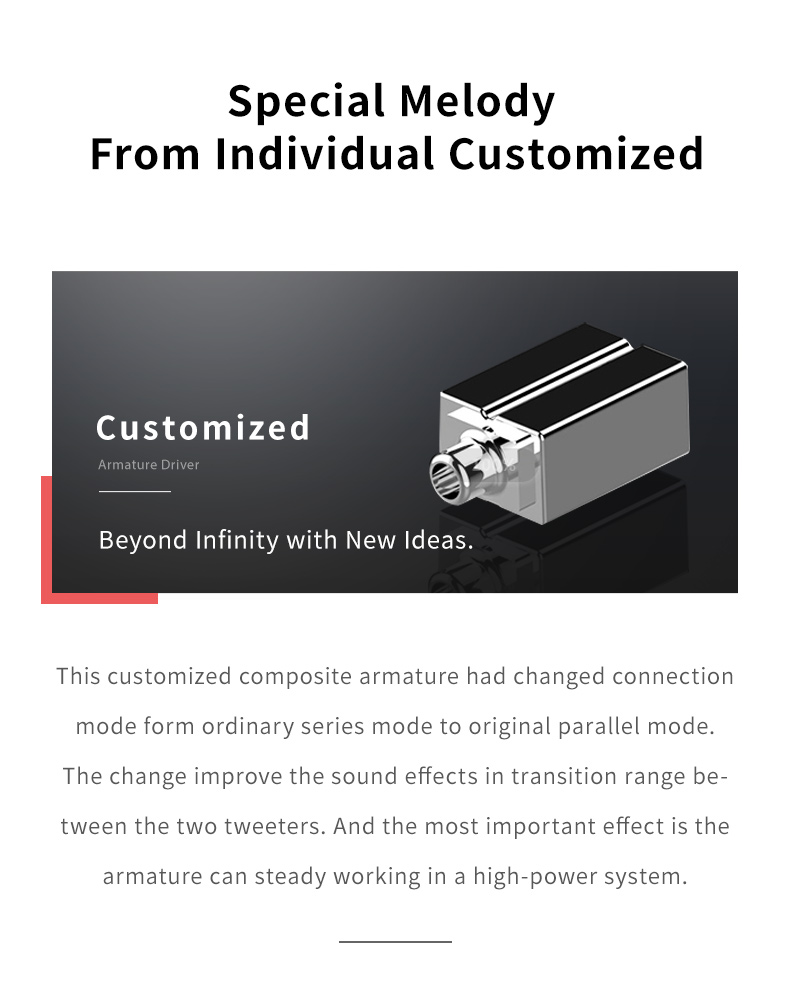 Special Melody
From Individual Customized
Customized
Armature Driver
Beyond Infinity with New Ideas.
This customized composite armature had changed connection
mode form ordinary series mode to original parallel mode.
The change improve the sound effects in transition range be-
tween the two tweeters. And the most important effect is the
armature can steady working in a high-power system.